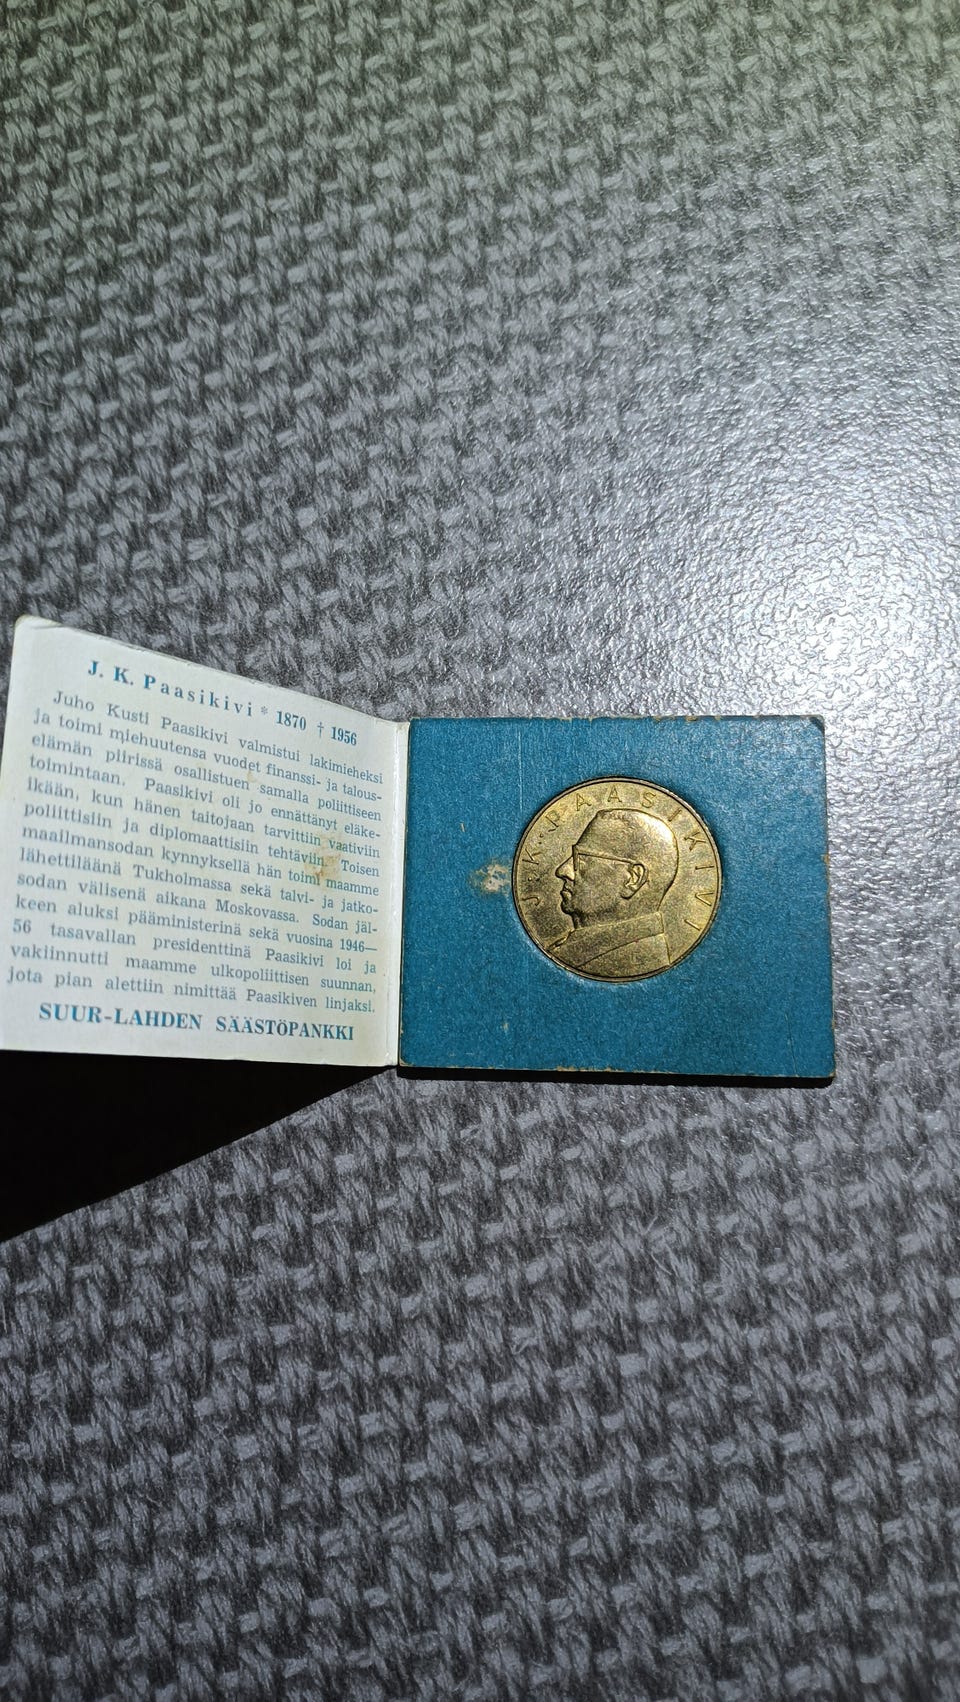 J. K. Paasikivi * 1870 † 1956
Juho Kusti Paasikivi valmistui lakimieheksi
ja toimi miehuutensa vuodet finanssi- ja talous-
elämän piirissä osallistuen samalla poliittiseen
toimintaan. Paasikivi oli jo ennättänyt eläke-
ikään, kun hänen taitojaan tarvittiin vaativiin
poliittisiin ja diplomaattisiin tehtäviin. Toisen
maailmansodan kynnyksellä hän toimi maamme
lähettiläänä Tukholmassa sekä talvi- ja jatko-
sodan välisenä aikana Moskovassa. Sodan jäl-
keen aluksi pääministerinä sekä vuosina 1946—
56 tasavallan presidenttinä Paasikivi loi ja
vakiinnutti maamme ulkopoliittisen suunnan,
jota pian alettiin nimittää Paasikiven linjaksi.
SUUR-LAHDEN SÄÄSTÖPANKKI
J·K·PAASIKIVI